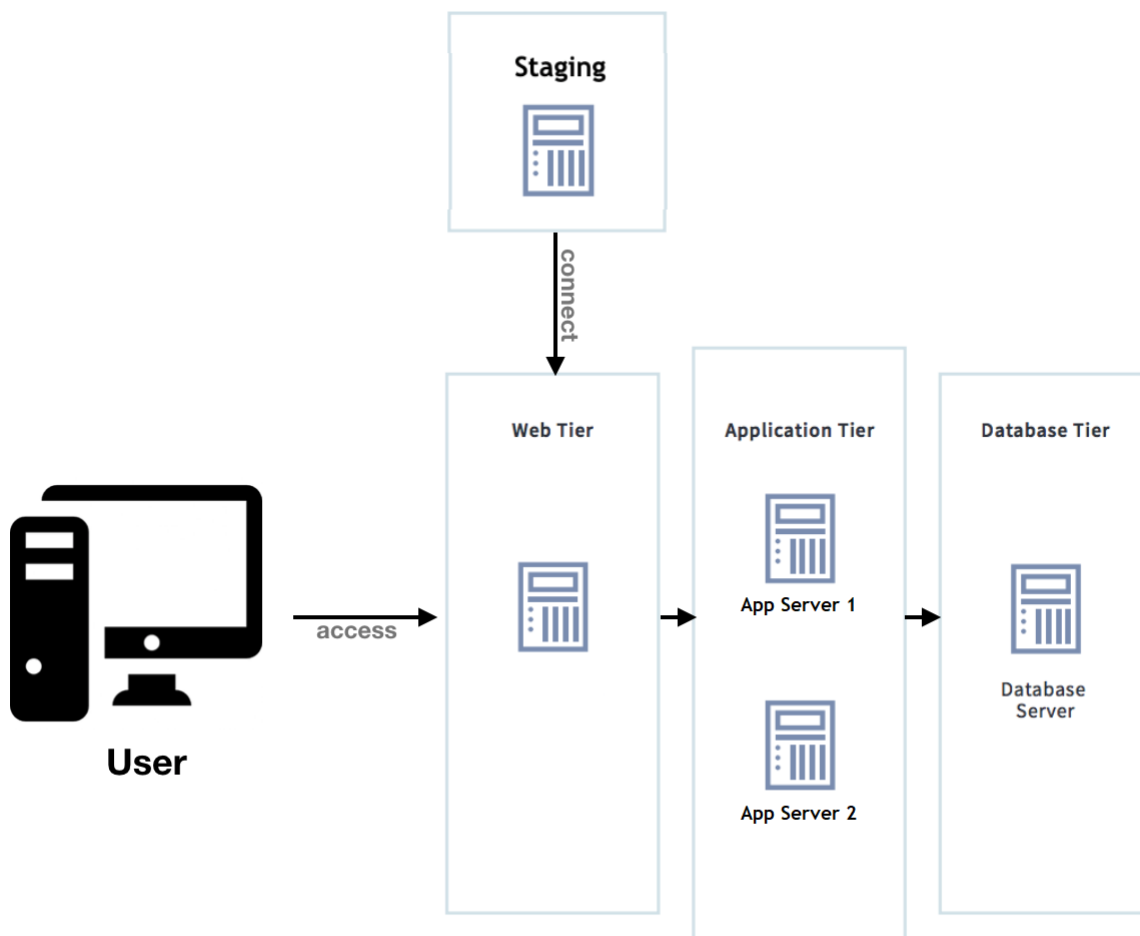 Staging
connect
Web Tier
Application Tier
Database Tier
App Server 1
access
Database
Server
User
App Server 2